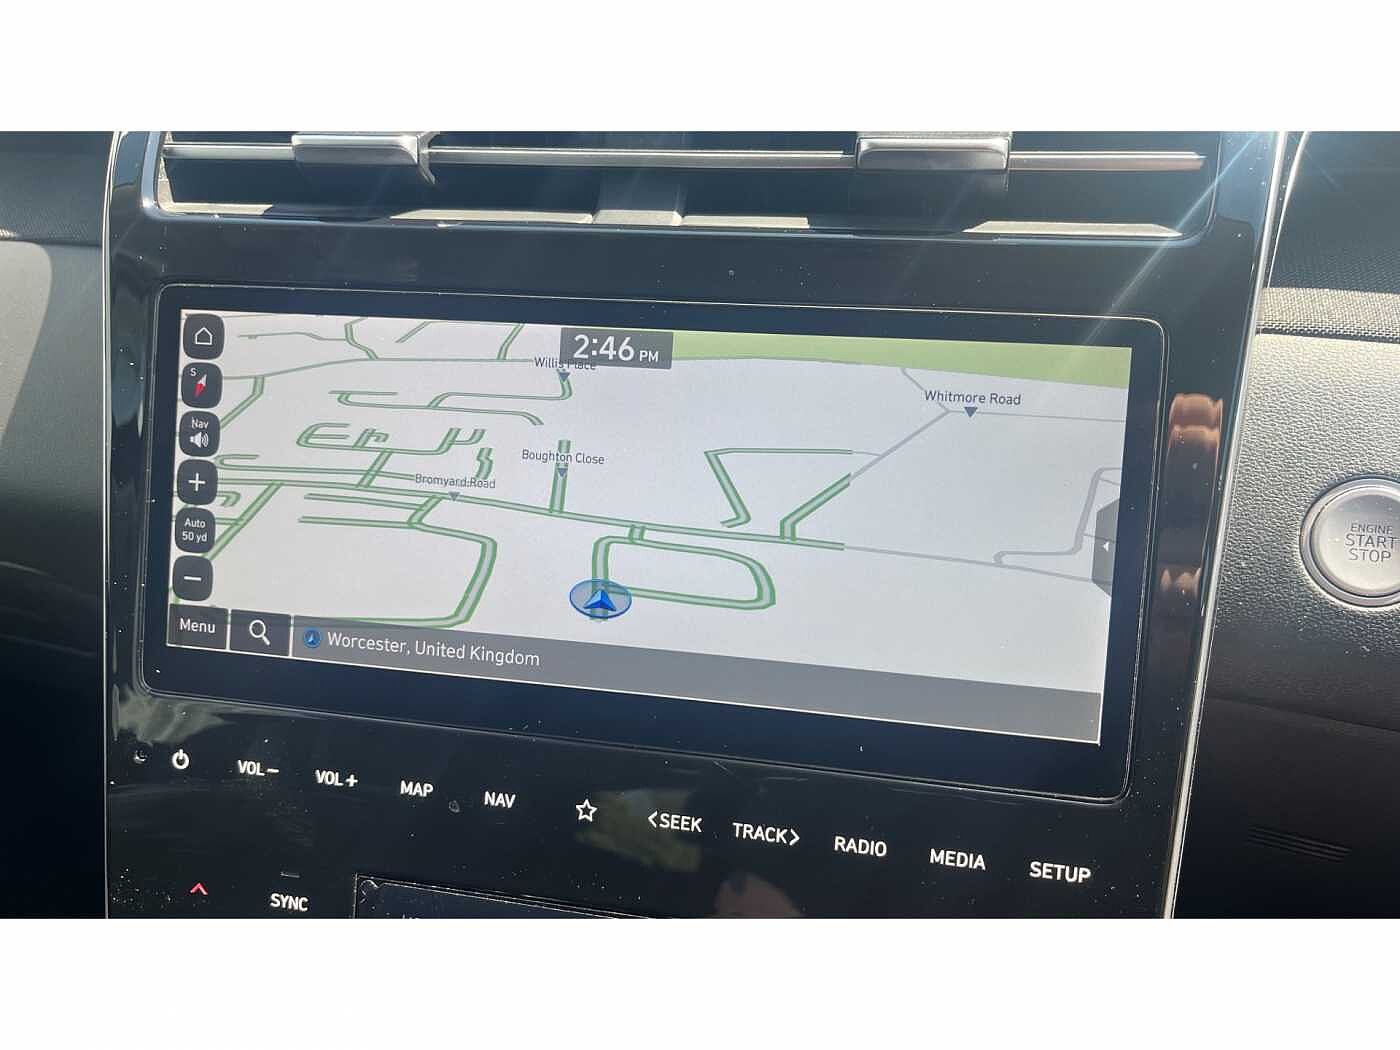 2:46 PM
Willis Place
S
Whitmore Road
Nav
Boughton Close
Bromyard Road
+
Auto
50 yd
−
Menu
Worcester, United Kingdom
ENGINE
START
STOP
VOL−
VOL+
MAP
NAV
<SEEK
TRACK>
RADIO
MEDIA
SETUP
SYNC